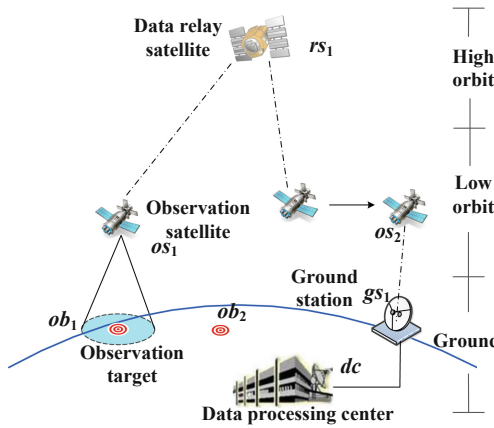 Data relay
satellite
rs1
High
orbit
Observation
satellite
os1
Low
orbit
os2
Ground
station
gs1
ob1
ob2
Observation
target
Ground
dc
Data processing center